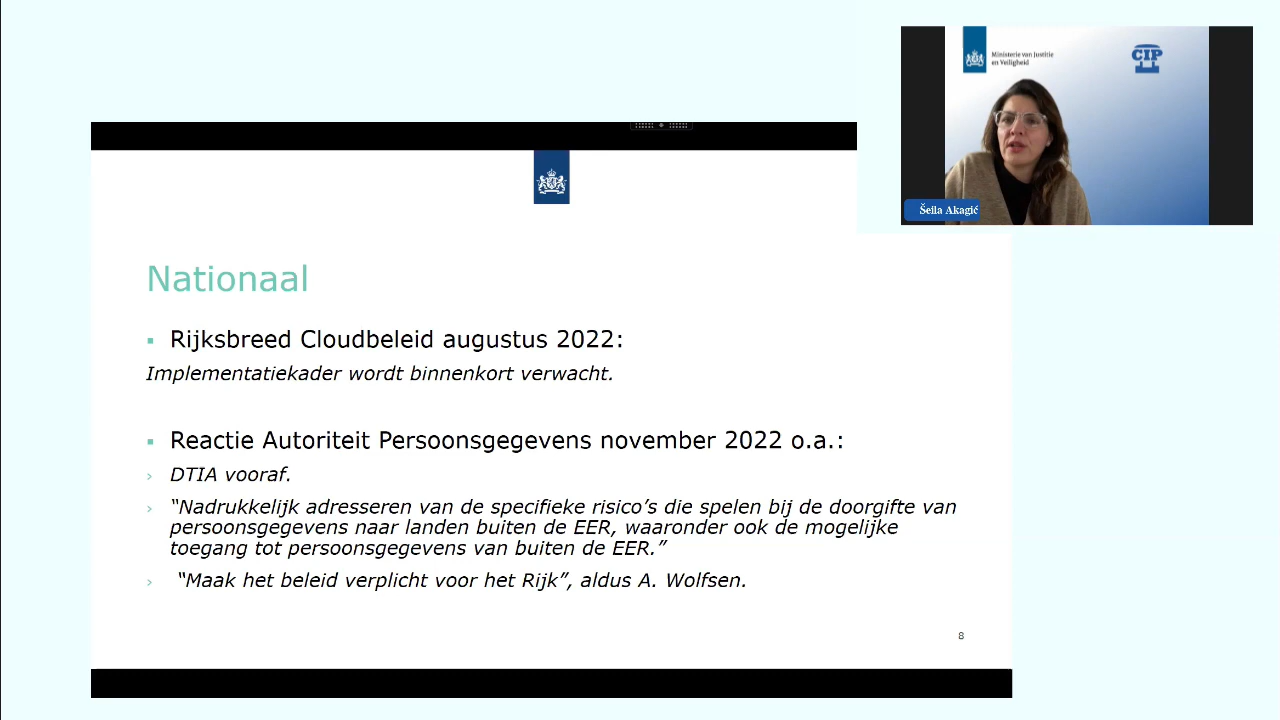 Ministerie van Justitie
en Veiligheid
CIP
Šeila Akagić
Nationaal
▪ Rijksbreed Cloudbeleid augustus 2022:
Implementatiekader wordt binnenkort verwacht.
▪ Reactie Autoriteit Persoonsgegevens november 2022 o.a.:
› DTIA vooraf.
› “Nadrukkelijk adresseren van de specifieke risico’s die spelen bij de doorgifte van
persoonsgegevens naar landen buiten de EER, waaronder ook de mogelijke
toegang tot persoonsgegevens van buiten de EER.”
› “Maak het beleid verplicht voor het Rijk”, aldus A. Wolfsen.
8